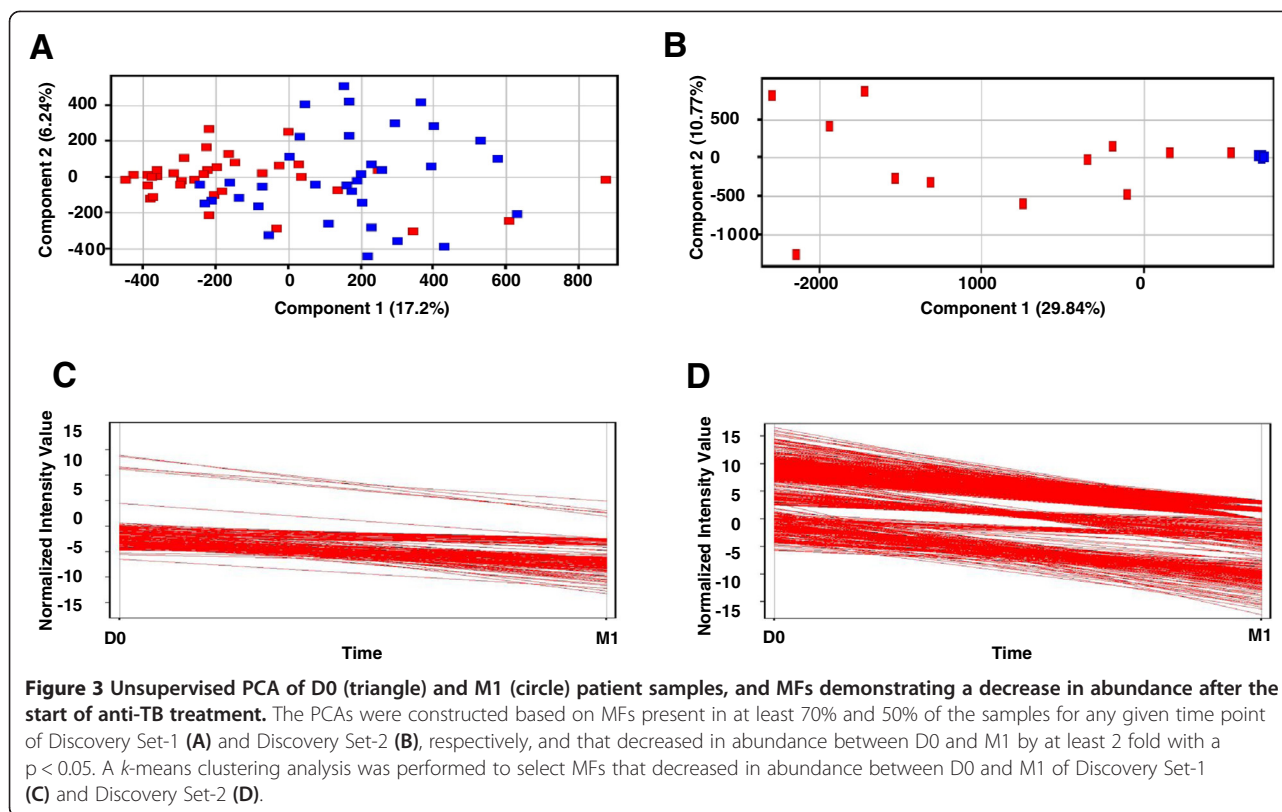 A
Component 2 (6.24%)
400
200
0
-200
-400
-400 -200 0 200 400 600 800
Component 1 (17.2%)
B
Component 2 (10.77%)
500
0
-500
-1000
-2000 1000 0
Component 1 (29.84%)
C
Normalized Intensity Value
15
10
5
0
-5
-10
-15
D0 M1
Time
D
Normalized Intensity Value
15
10
5
0
-5
-10
-15
D0 M1
Time
Figure 3 Unsupervised PCA of D0 (triangle) and M1 (circle) patient samples, and MFs demonstrating a decrease in abundance after the
start of anti-TB treatment. The PCAs were constructed based on MFs present in at least 70% and 50% of the samples for any given time point
of Discovery Set-1 (A) and Discovery Set-2 (B), respectively, and that decreased in abundance between D0 and M1 by at least 2 fold with a
p < 0.05. A k-means clustering analysis was performed to select MFs that decreased in abundance between D0 and M1 of Discovery Set-1
(C) and Discovery Set-2 (D).